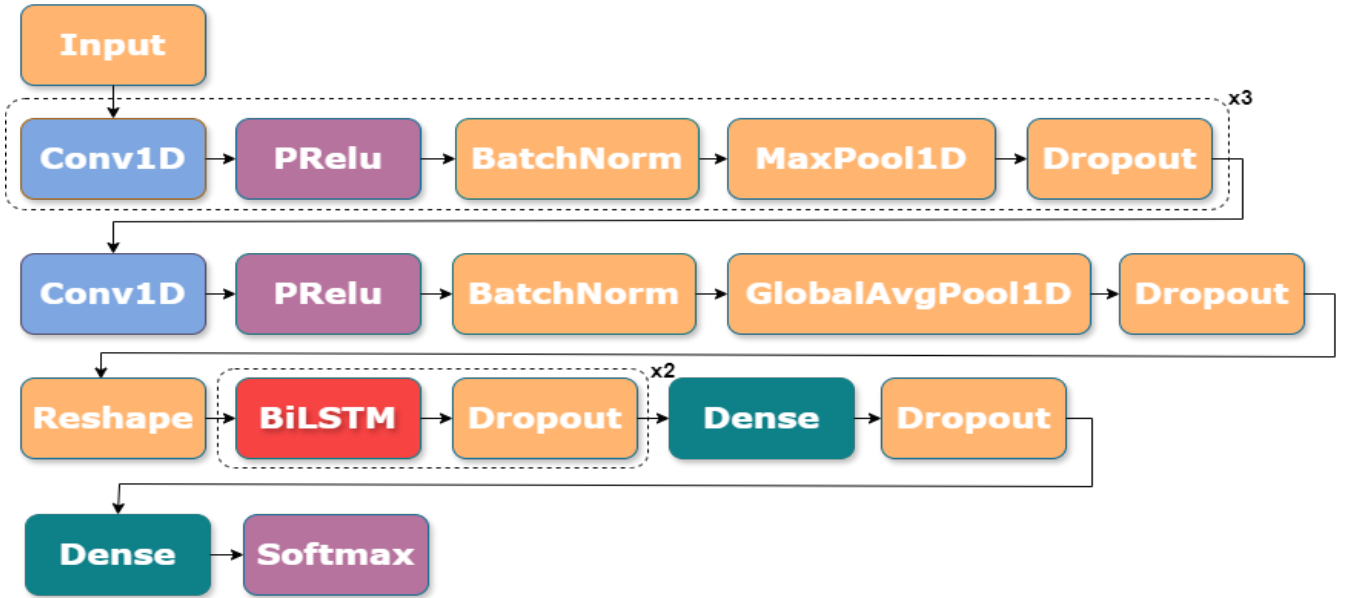 Input
x3
Conv1D PRelu BatchNorm MaxPool1D Dropout
Conv1D PRelu BatchNorm GlobalAvgPool1D Dropout
x2
Reshape BiLSTM Dropout Dense Dropout
Dense Softmax